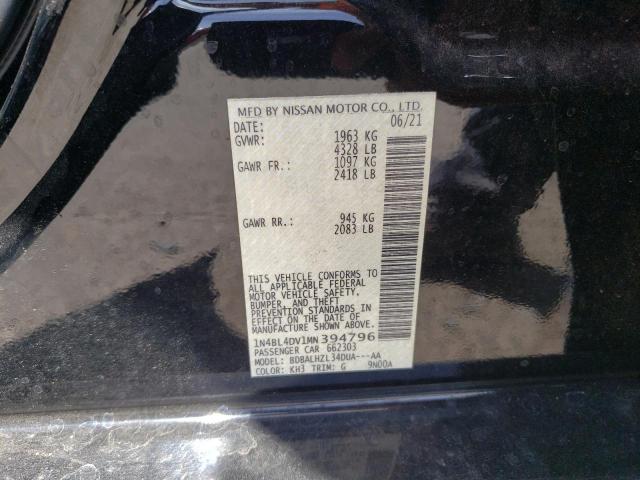 MFD BY NISSAN MOTOR CO., LTD.
DATE: 06/21
GVWR: 1963 KG
4328 LB
GAWR FR.: 1097 KG
2418 LB
GAWR RR.: 945 KG
2083 LB
THIS VEHICLE CONFORMS TO
ALL APPLICABLE FEDERAL
MOTOR VEHICLE SAFETY,
BUMPER, AND THEFT
PREVENTION STANDARDS IN
EFFECT ON THE DATE OF
MANUFACTURE SHOWN ABOVE.
1N4BL4DV1MN394796
PASSENGER CAR 662303
MODEL: BDBALHZL34DUA---AA
COLOR: KH3 TRIM: G 9N00A